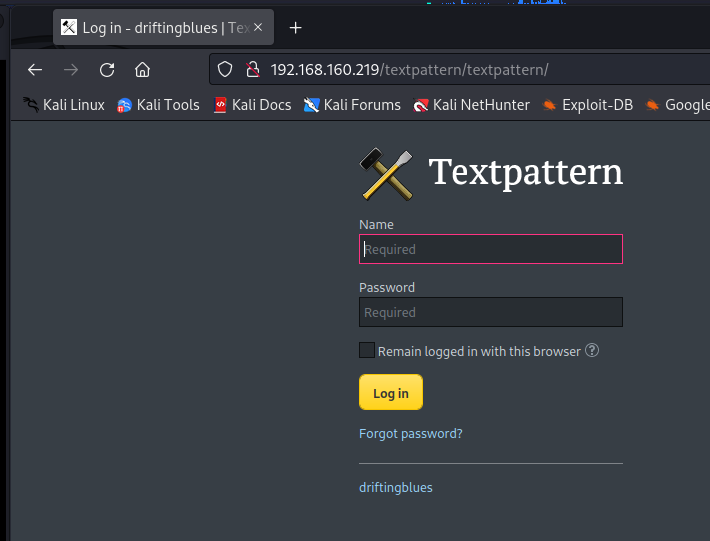 Log in - driftingblues | Tex
192.168.160.219/textpattern/textpattern/
Kali Linux Kali Tools Kali Docs Kali Forums Kali NetHunter Exploit-DB Google
Textpattern
Name
Required
Password
Required
Remain logged in with this browser ?
Log in
Forgot password?
driftingblues